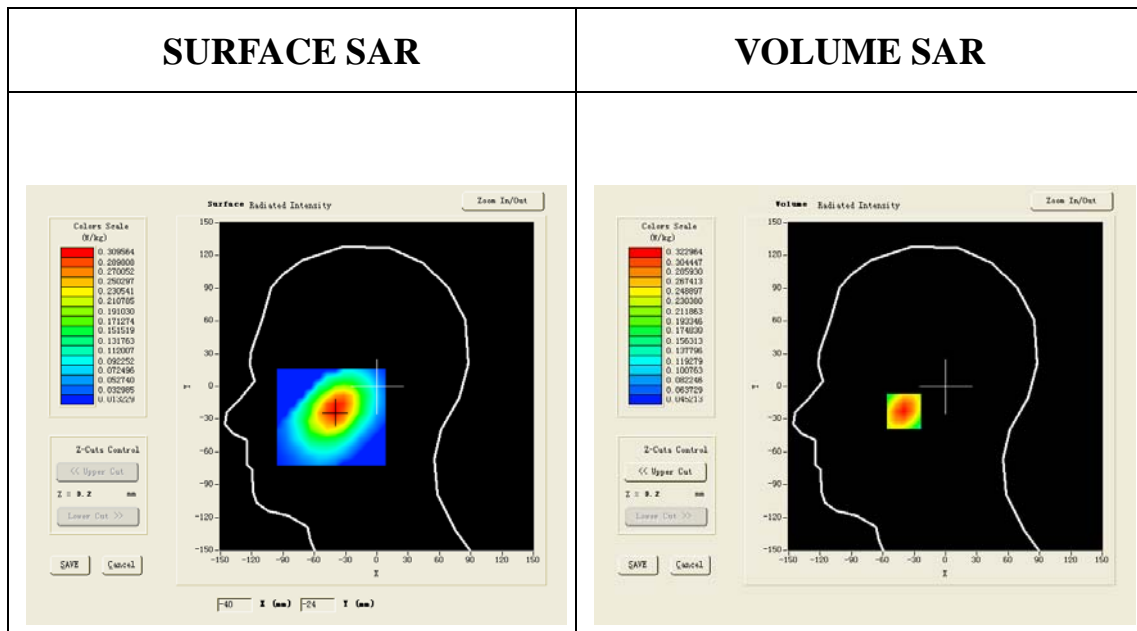 SURFACE SAR
VOLUME SAR
Surface Radiated Intensity
Zoom In/Out
Colors Scale
(W/kg)
0.309564
0.289808
0.270052
0.250297
0.230541
0.210785
0.191030
0.171274
0.151519
0.131763
0.112007
0.092252
0.072496
0.052740
0.032985
0.013229
150
90
60
30
0
-30
-60
-90
-120
-150
Y
-150 -120 -90 -60 -30 0 30 60 90 120 150
X
Z-Cuts Control
<< Upper Cut
Z = 0.2 mm
Lower Cut >>
SAVE Cancel
-40 X (mm) -24 Y (mm)
Volume Radiated Intensity
Zoom In/Out
Colors Scale
(W/kg)
0.322964
0.304447
0.285930
0.267413
0.248897
0.230380
0.211863
0.193346
0.174830
0.156313
0.137796
0.119279
0.100763
0.082246
0.063729
0.045213
150
90
60
30
0
-30
-60
-90
-120
-150
Y
-150 -120 -90 -60 -30 0 30 60 90 120 150
X
Z-Cuts Control
<< Upper Cut
Z = 0.2 mm
Lower Cut >>
SAVE Cancel